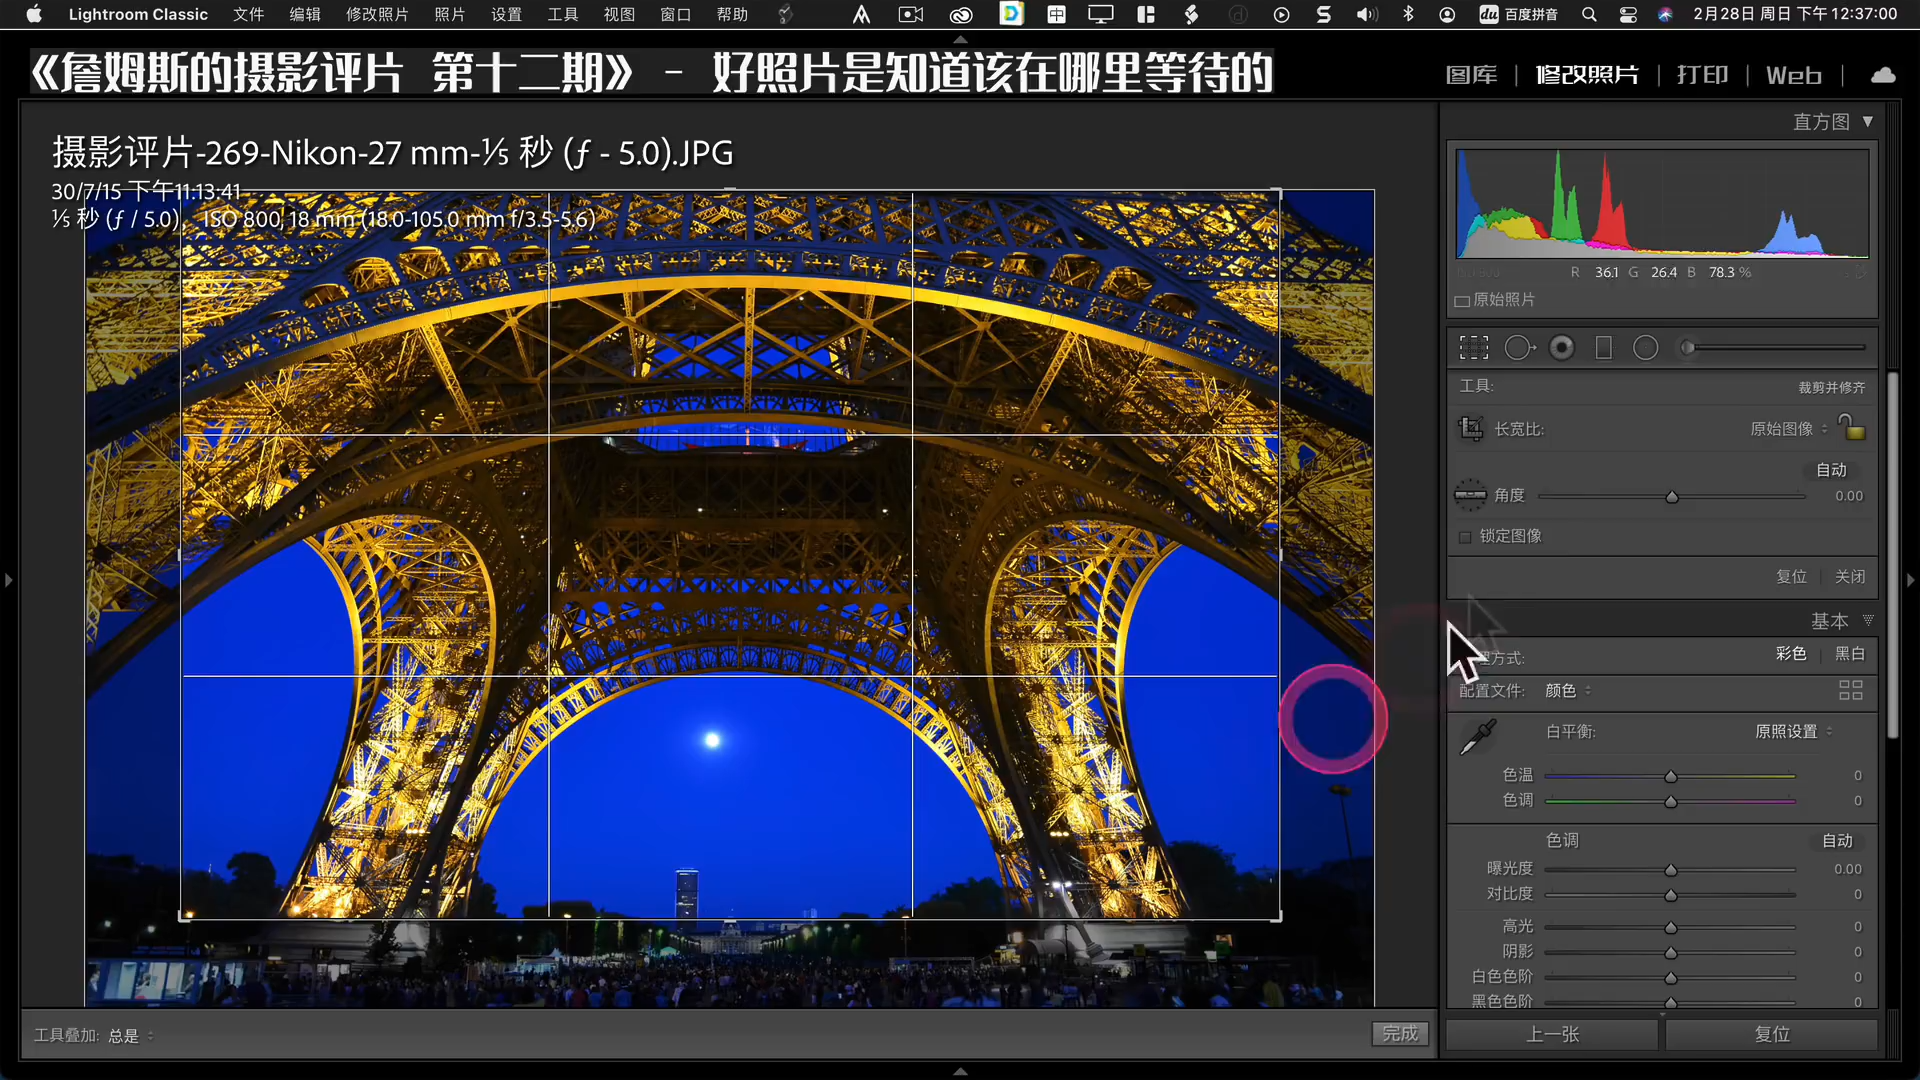 Lightroom Classic 文件 编辑 修改照片 照片 设置 工具 视图 窗口 帮助 中 百度拼音 2月28日 周日 下午 12:37:00
《詹姆斯的摄影评片 第十二期》 - 好照片是知道该在哪里等待的
图库 | 修改照片 | 打印 | Web |
摄影评片-269-Nikon-27 mm-⅕ 秒 (ƒ - 5.0).JPG
30/7/15 下午11:13:41
⅕ 秒 (ƒ / 5.0), ISO 800, 18 mm (18.0-105.0 mm f/3.5-5.6)
直方图
R 36.1 G 26.4 B 78.3 %
原始照片
工具: 裁剪并修齐
长宽比: 原始图像
自动
角度 0.00
锁定图像
复位 | 关闭
基本
理方式: 彩色 | 黑白
配置文件: 颜色
白平衡: 原照设置
色温 0
色调 0
色调 自动
曝光度 0.00
对比度 0
高光 0
阴影 0
白色色阶 0
黑色色阶 0
工具叠加: 总是 完成 上一张 复位